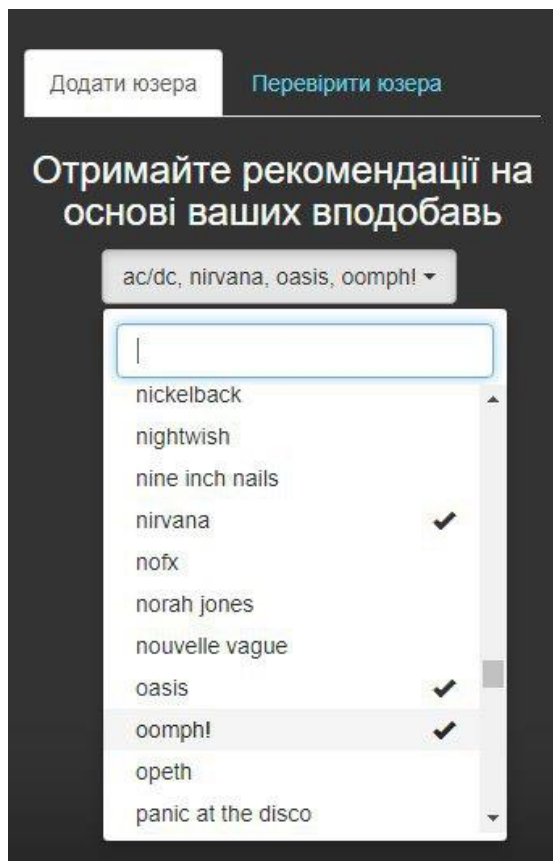 Додати юзера Перевірити юзера
Отримайте рекомендації на
основі ваших вподобавь
ac/dc, nirvana, oasis, oomph!
nickelback
nightwish
nine inch nails
nirvana
nofx
norah jones
nouvelle vague
oasis
oomph!
opeth
panic at the disco